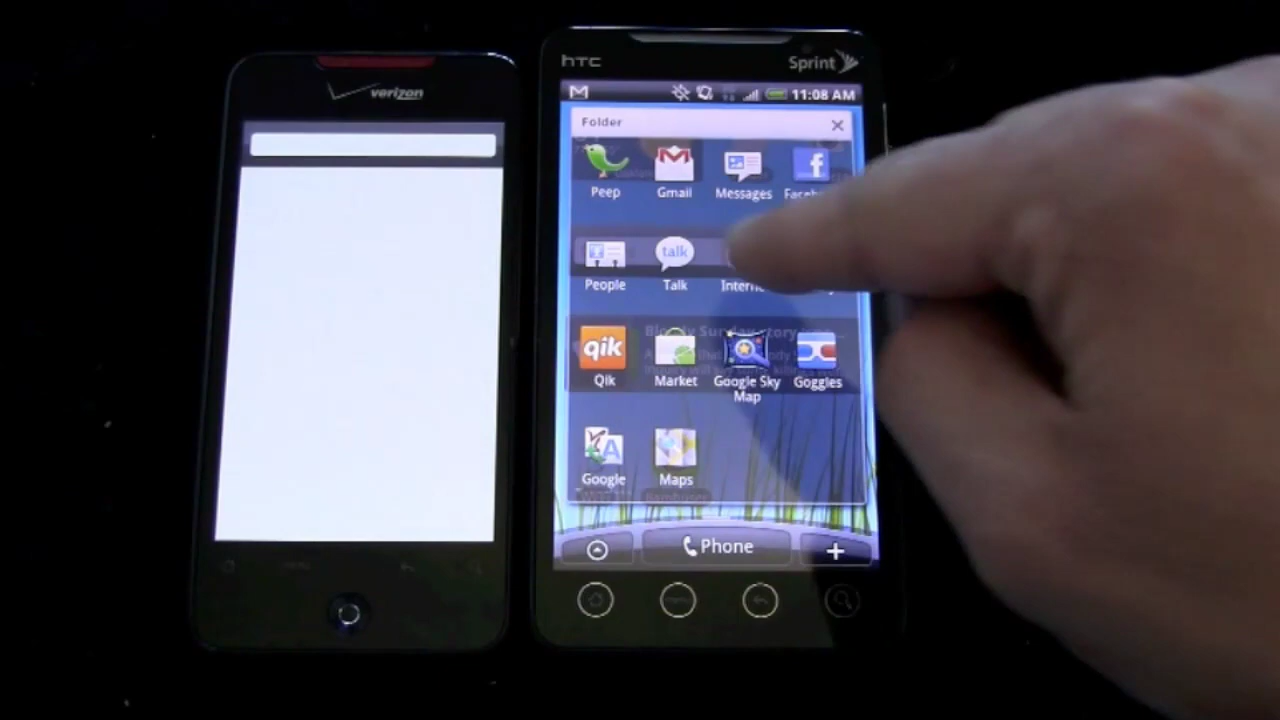 verizon
hTC
Sprint
11:08 AM
Folder
Peep
Gmail
Messages
People
talk
Talk
qik
Qik
Market
Google Sky
Map
Goggles
A
Google
Maps
Phone